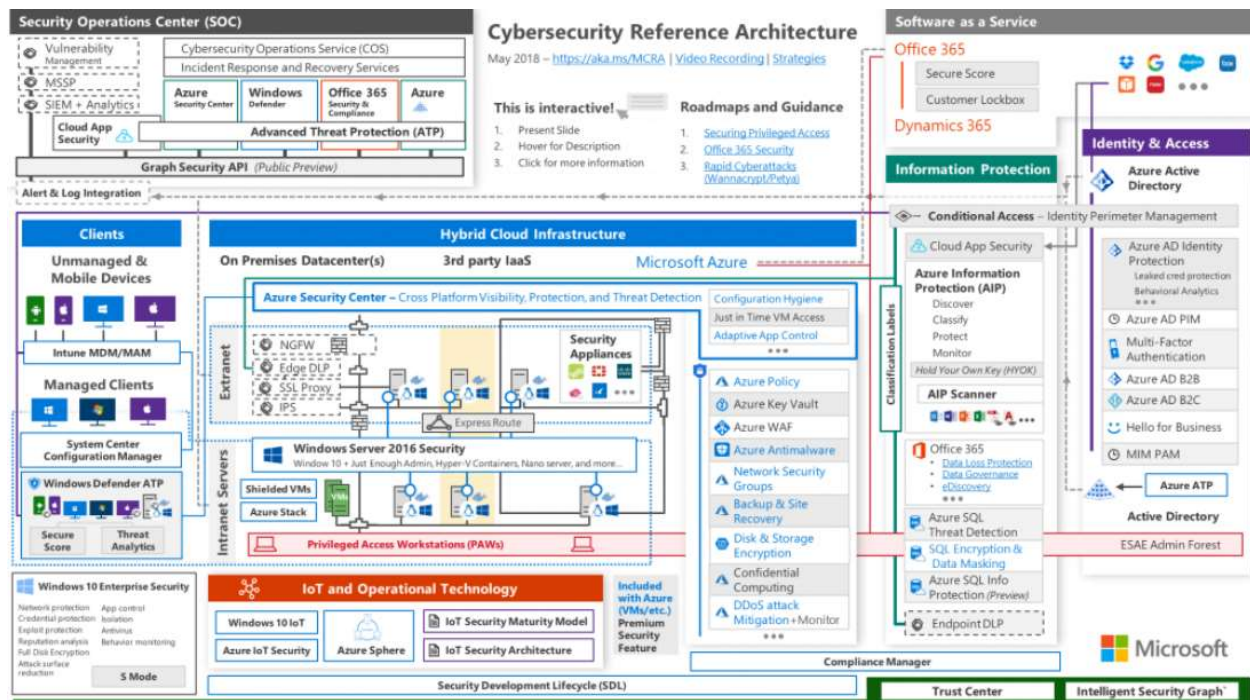 Security Operations Center (SOC)
Vulnerability
Management
MSSP
SIEM + Analytics
Cybersecurity Operations Service (COS)
Incident Response and Recovery Services
Azure
Security Center
Windows
Defender
Office 365
Security &
Compliance
Azure
Cloud App
Security
Advanced Threat Protection (ATP)
Graph Security API (Public Preview)
Alert & Log Integration
Cybersecurity Reference Architecture
May 2018 – https://aka.ms/MCRA | Video Recording | Strategies
This is interactive!
1. Present Slide
2. Hover for Description
3. Click for more information
Roadmaps and Guidance
1. Securing Privileged Access
2. Office 365 Security
3. Rapid Cyberattacks
(Wannacrypt/Petya)
Software as a Service
Office 365
Secure Score
Customer Lockbox
Dynamics 365
Information Protection
Identity & Access
Azure Active
Directory
Conditional Access – Identity Perimeter Management
Clients
Unmanaged &
Mobile Devices
Intune MDM/MAM
Managed Clients
System Center
Configuration Manager
Windows Defender ATP
Secure
Score
Threat
Analytics
Hybrid Cloud Infrastructure
On Premises Datacenter(s)
3rd party IaaS
Microsoft Azure
Azure Security Center – Cross Platform Visibility, Protection, and Threat Detection
Configuration Hygiene
Just in Time VM Access
Adaptive App Control
Extranet
NGFW
Edge DLP
SSL Proxy
IPS
Security
Appliances
Express Route
Intranet Servers
Windows Server 2016 Security
Window 10 + Just Enough Admin, Hyper-V Containers, Nano server, and more...
Shielded VMs
Azure Stack
VMs
Privileged Access Workstations (PAWs)
Azure Policy
Azure Key Vault
Azure WAF
Azure Antimalware
Network Security
Groups
Backup & Site
Recovery
Disk & Storage
Encryption
Confidential
Computing
DDoS attack
Mitigation+Monitor
Classification Labels
Cloud App Security
Azure Information
Protection (AIP)
Discover
Classify
Protect
Monitor
Hold Your Own Key (HYOK)
AIP Scanner
Office 365
Data Loss Protection
Data Governance
eDiscovery
Azure SQL
Threat Detection
SQL Encryption &
Data Masking
Azure SQL Info
Protection (Preview)
Endpoint DLP
Azure AD Identity
Protection
Leaked cred protection
Behavioral Analytics
Azure AD PIM
Multi-Factor
Authentication
Azure AD B2B
Azure AD B2C
Hello for Business
MIM PAM
Azure ATP
Active Directory
ESAE Admin Forest
Windows 10 Enterprise Security
Network protection
Credential protection
Exploit protection
Reputation analysis
Full Disk Encryption
Attack surface
reduction
App control
Isolation
Antivirus
Behavior monitoring
S Mode
IoT and Operational Technology
Windows 10 IoT
Azure IoT Security
Azure Sphere
IoT Security Maturity Model
IoT Security Architecture
Included
with Azure
(VMs/etc.)
Premium
Security
Feature
Security Development Lifecycle (SDL)
Compliance Manager
Microsoft
Trust Center
Intelligent Security Graph